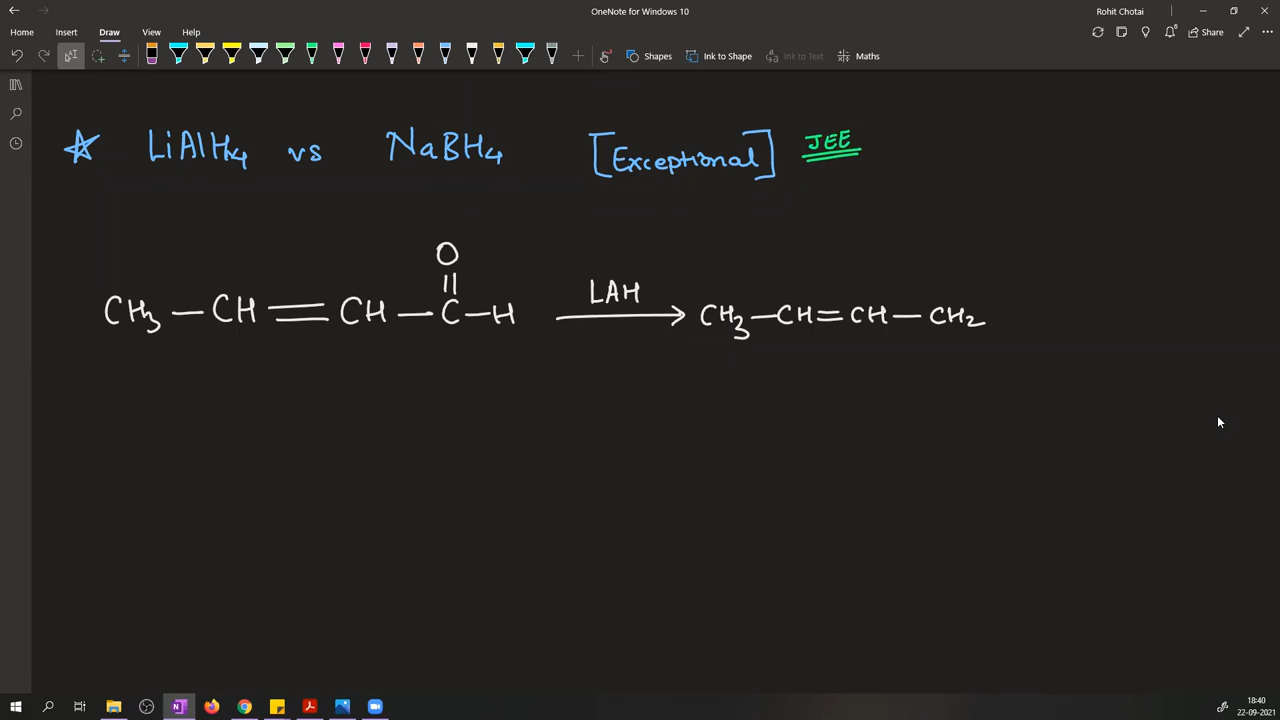 OneNote for Windows 10
Rohit Chotai
Home Insert Draw View Help
Share
Shapes Ink to Shape Ink to Text Maths
LiAlH4 vs NaBH4 [Exceptional] JEE
O
||
CH3—CH=CH—C—H LAH → CH3—CH=CH—CH2
18:40
22-09-2021